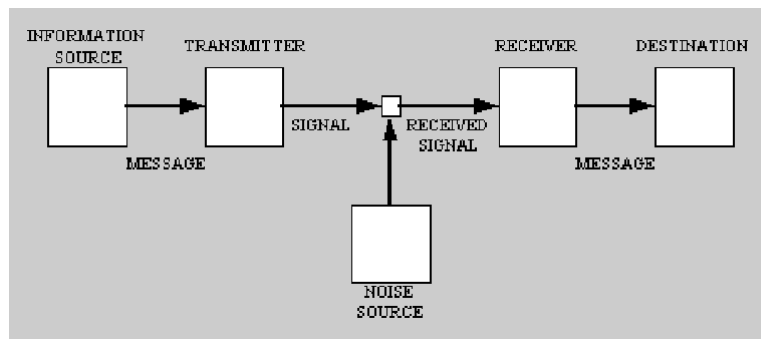 INFORMATION
SOURCE
TRANSMITTER
RECEIVER
DESTINATION
SIGNAL
RECEIVED
SIGNAL
MESSAGE
MESSAGE
NOISE
SOURCE